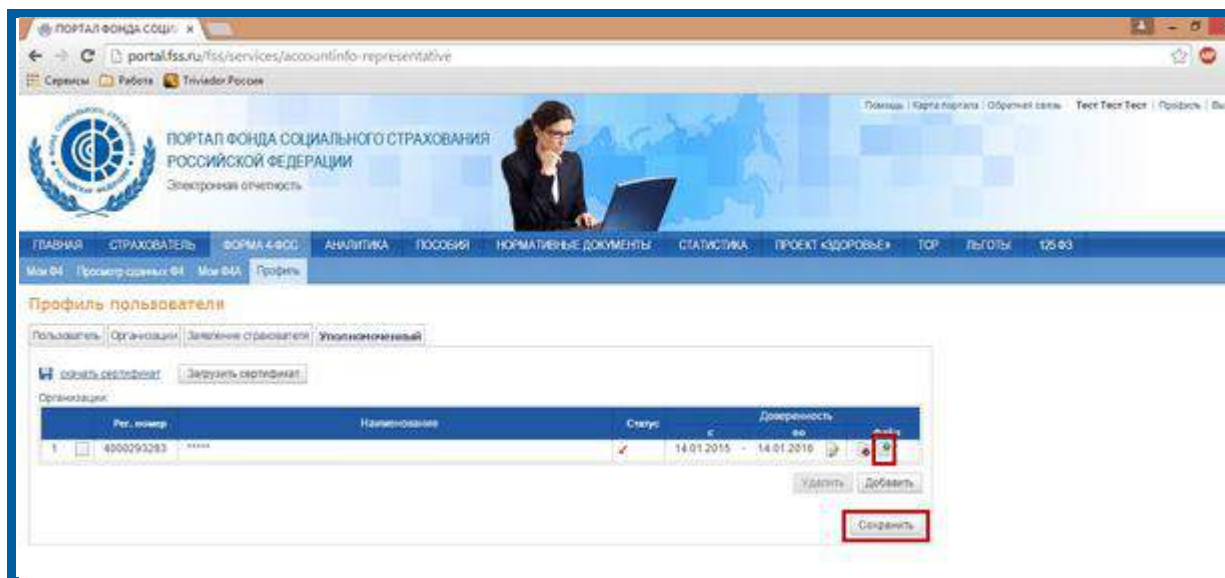 ПОРТАЛ ФОНДА СОЦИ
portal.fss.ru/fss/services/accountinfo-representative
Сервисы Работа Triviador Россия
Помощь | Карта портала | Обратная связь Тест Тест Тест | Профиль | Вы
ПОРТАЛ ФОНДА СОЦИАЛЬНОГО СТРАХОВАНИЯ
РОССИЙСКОЙ ФЕДЕРАЦИИ
Электронная отчетность
ГЛАВНАЯ СТРАХОВАТЕЛЬ ФОРМА 4-ФСС АНАЛИТИКА ПОСОБИЯ НОРМАТИВНЫЕ ДОКУМЕНТЫ СТАТИСТИКА ПРОЕКТ «ЗДОРОВЬЕ» ТСР ЛЬГОТЫ 125 ФЗ
Мои Ф4 Просмотр сданных Ф4 Мои Ф4А Профиль
Профиль пользователя
Пользователь Организации Заявление страхователя Уполномоченный
скачать сертификат Загрузить сертификат
Организации:
Рег. номер Наименование Статус Доверенность
с по файл
1 4000293283 ***** 14.01.2015 - 14.01.2016
Удалить Добавить
Сохранить